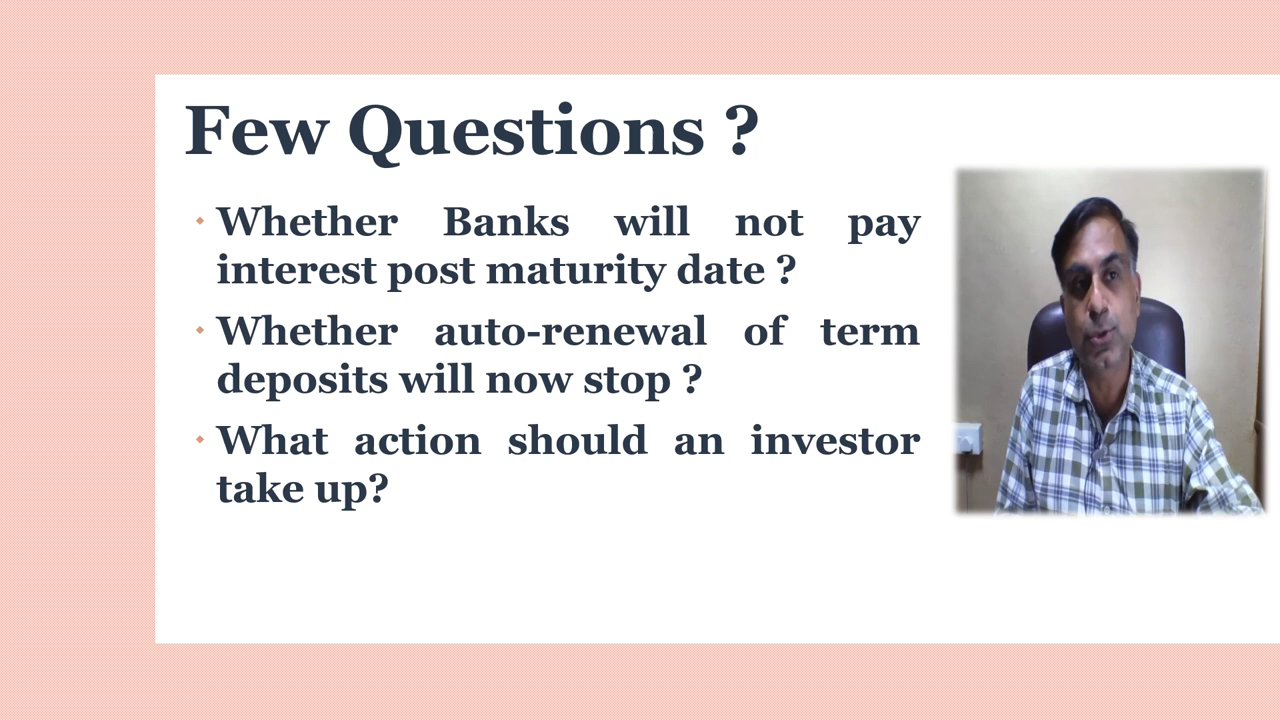 Few Questions ?
Whether Banks will not pay
interest post maturity date ?
Whether auto-renewal of term
deposits will now stop ?
What action should an investor
take up?